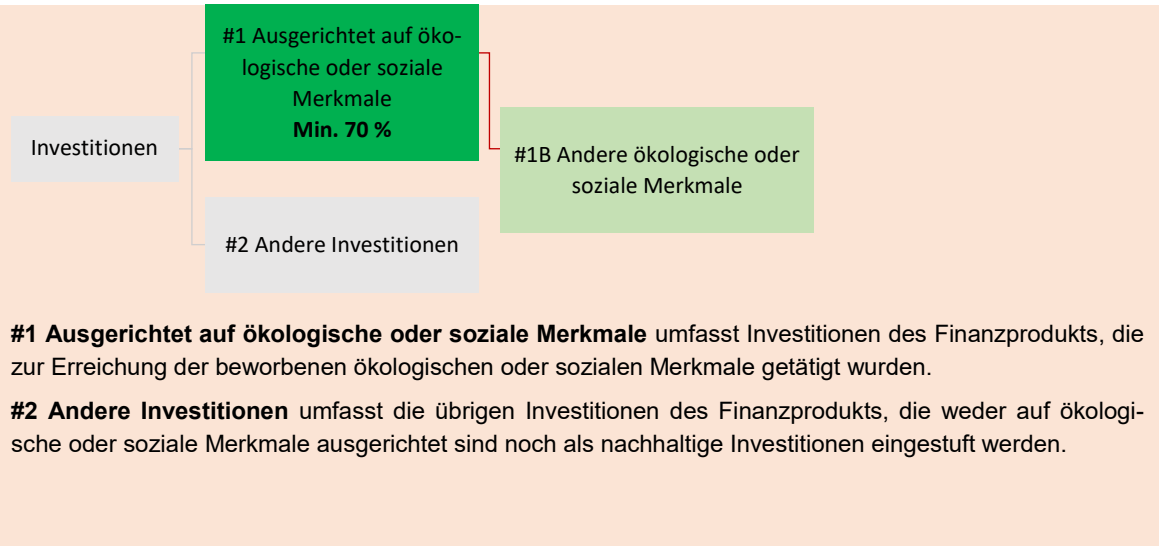 #1 Ausgerichtet auf öko-
logische oder soziale
Merkmale
Min. 70 %
Investitionen
#1B Andere ökologische oder
soziale Merkmale
#2 Andere Investitionen
#1 Ausgerichtet auf ökologische oder soziale Merkmale umfasst Investitionen des Finanzprodukts, die
zur Erreichung der beworbenen ökologischen oder sozialen Merkmale getätigt wurden.
#2 Andere Investitionen umfasst die übrigen Investitionen des Finanzprodukts, die weder auf ökologi-
sche oder soziale Merkmale ausgerichtet sind noch als nachhaltige Investitionen eingestuft werden.